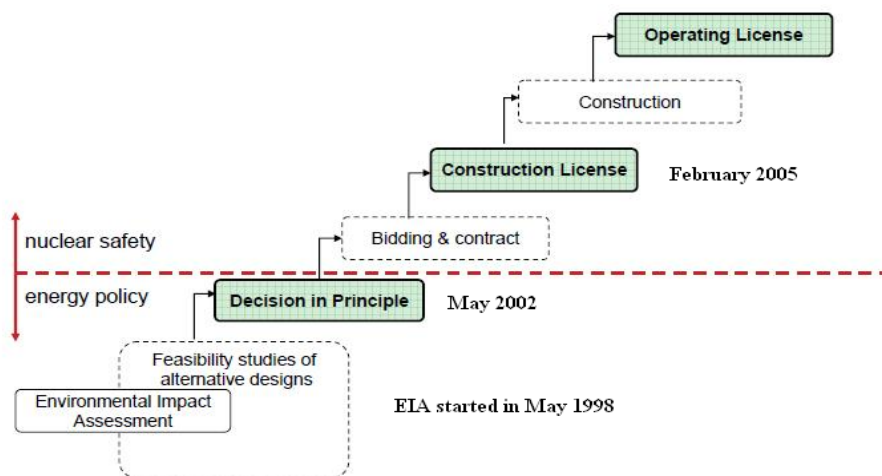 Operating License
Construction
Construction License
February 2005
nuclear safety
Bidding & contract
energy policy
Decision in Principle
May 2002
Feasibility studies of
alternative designs
Environmental Impact
Assessment
EIA started in May 1998